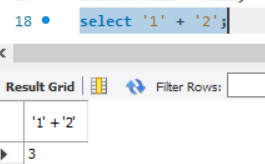 18 select '1' + '2';
Result Grid Filter Rows:
'1' + '2'
3